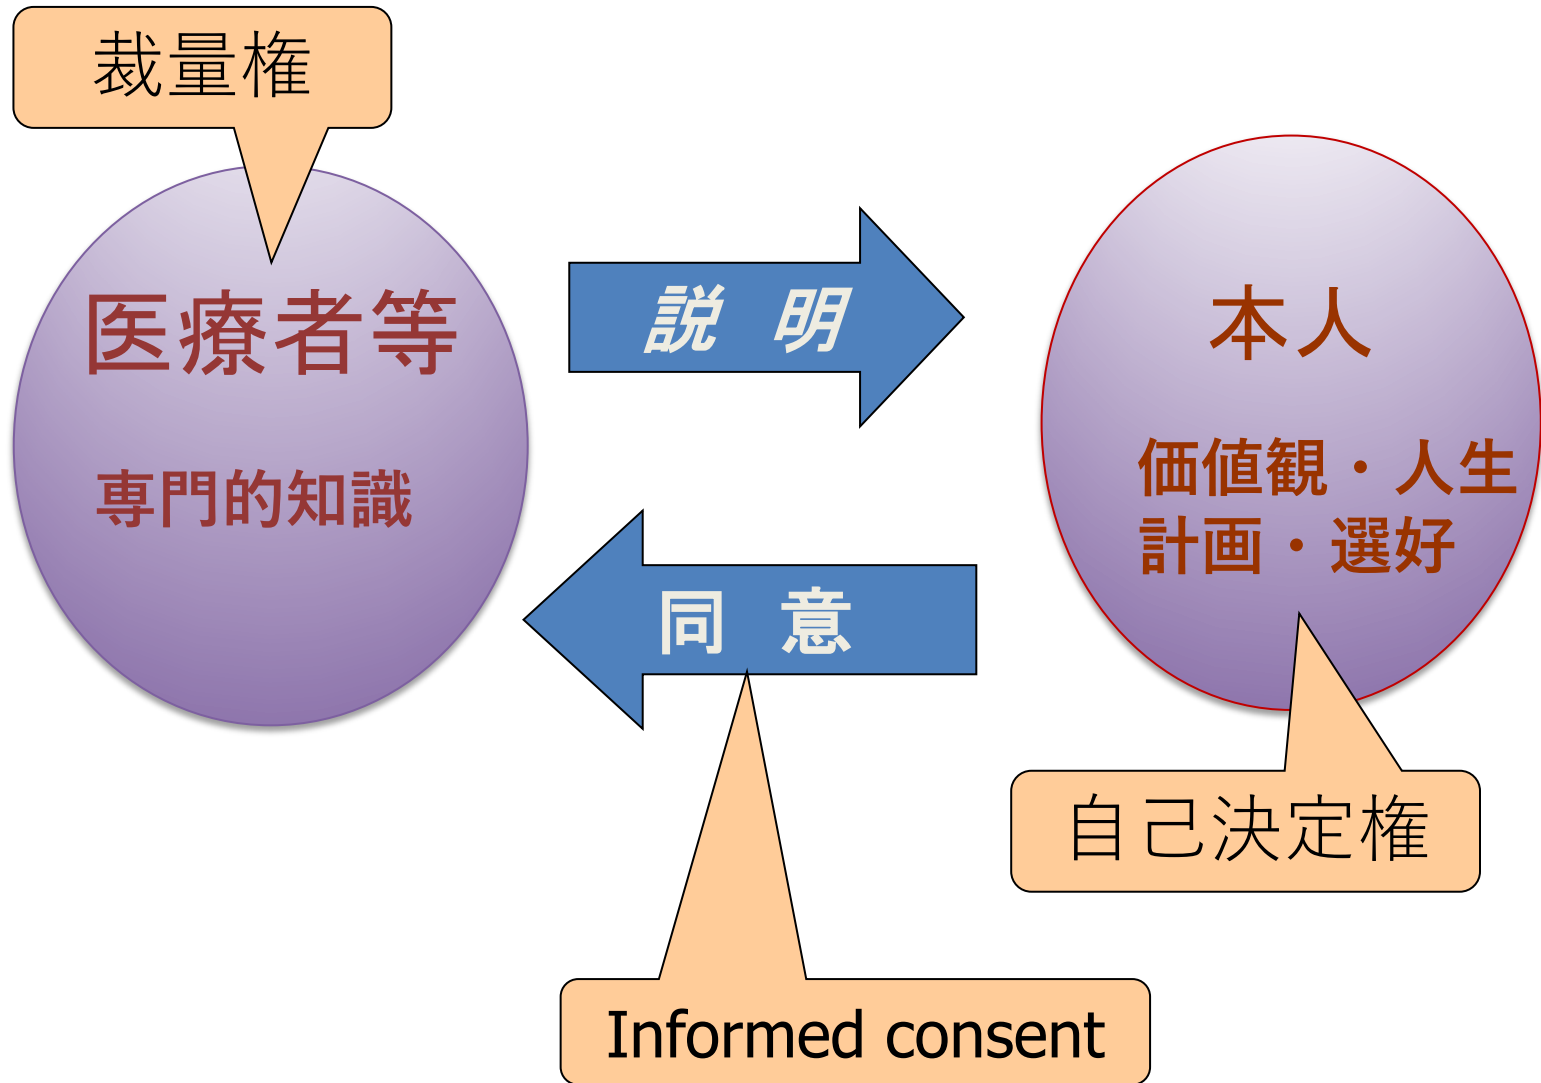 裁量権
医療者等
専門的知識
説 明
本人
価値観・人生
計画・選好
同 意
自己決定権
Informed consent